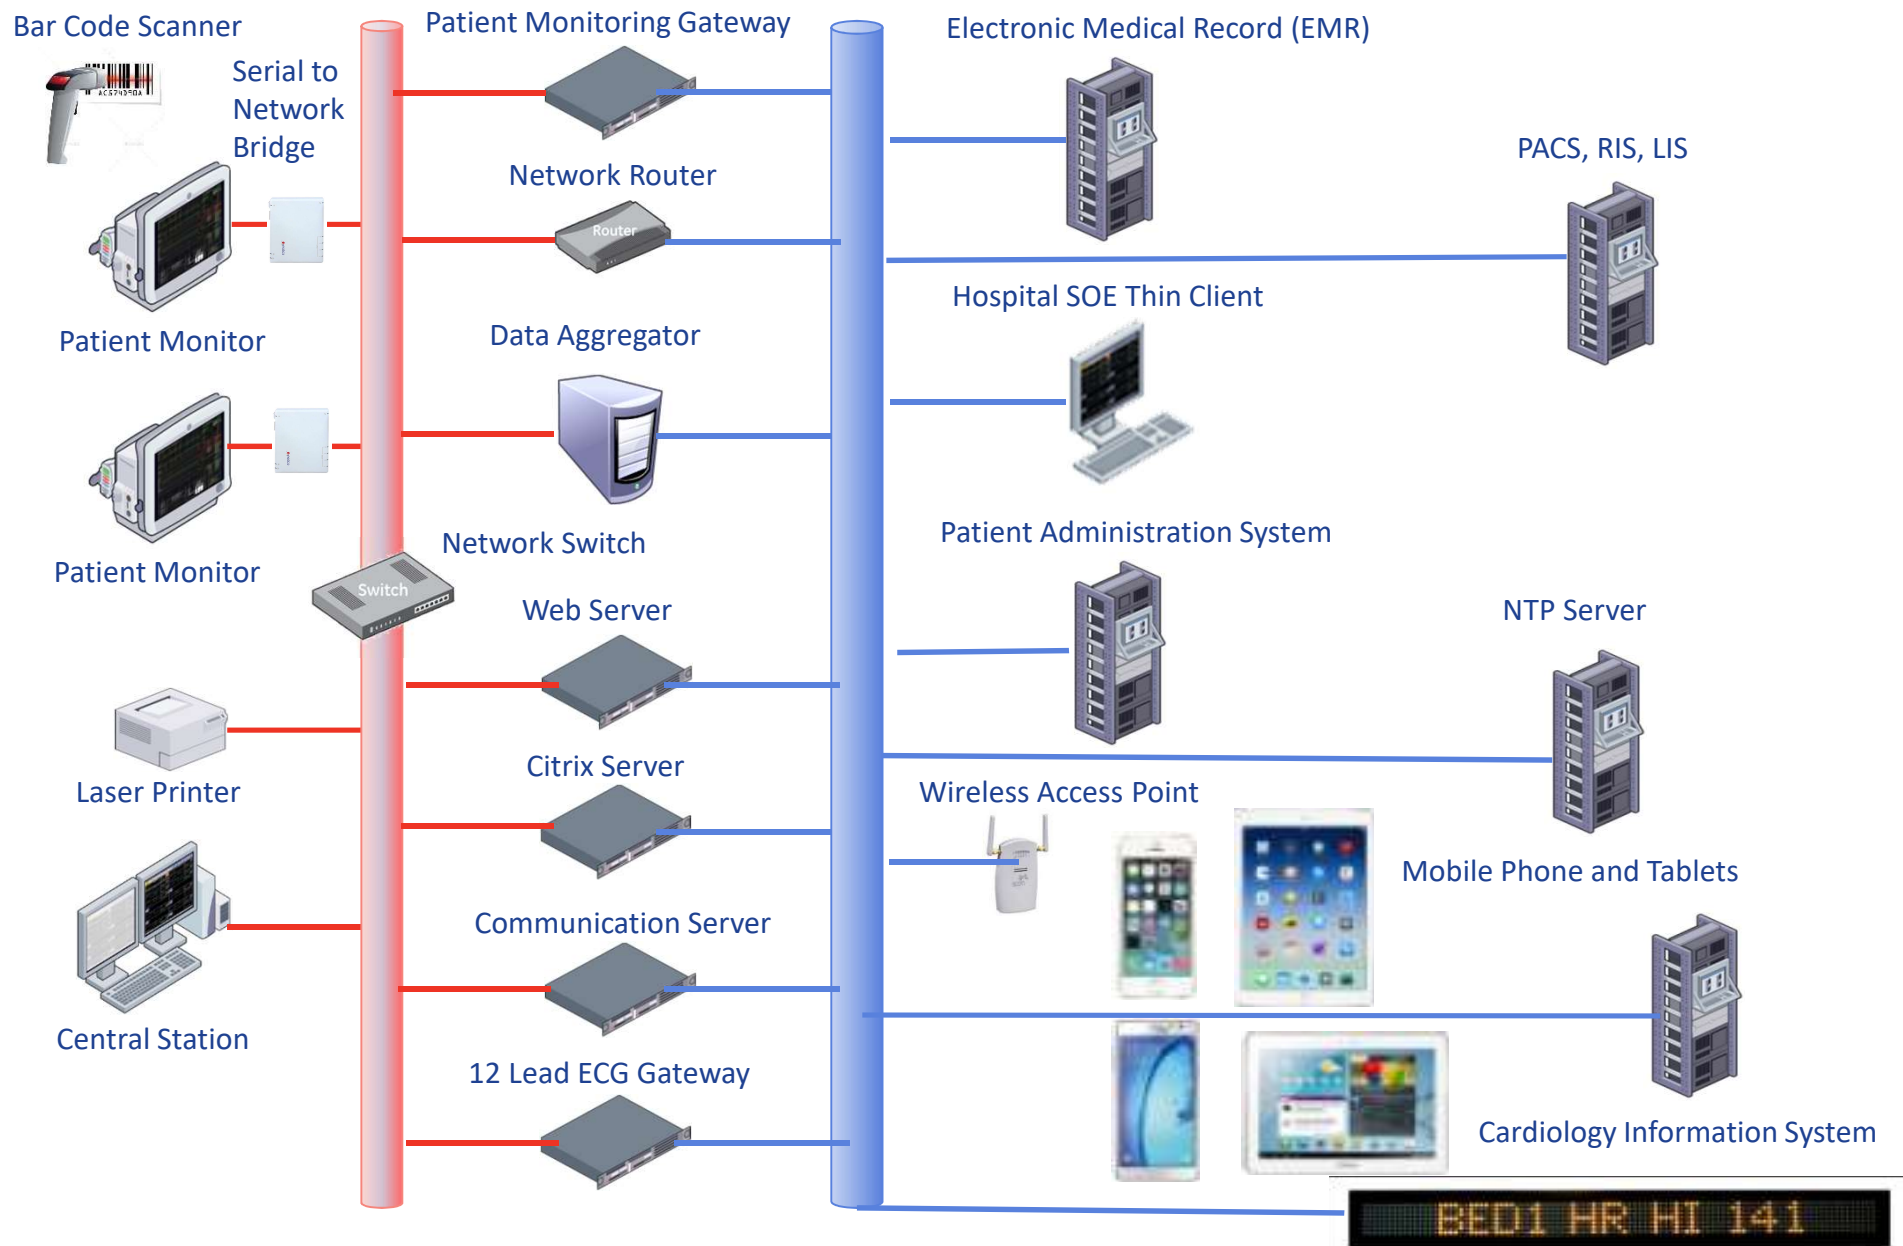 Bar Code Scanner
AC574D50A
Serial to
Network
Bridge
Patient Monitor
Patient Monitor
Laser Printer
Central Station
Patient Monitoring Gateway
Network Router
Router
Data Aggregator
Network Switch
Switch
Web Server
Citrix Server
Communication Server
12 Lead ECG Gateway
Electronic Medical Record (EMR)
PACS, RIS, LIS
Hospital SOE Thin Client
Patient Administration System
NTP Server
Wireless Access Point
Mobile Phone and Tablets
Cardiology Information System
BED1 HR HI 141